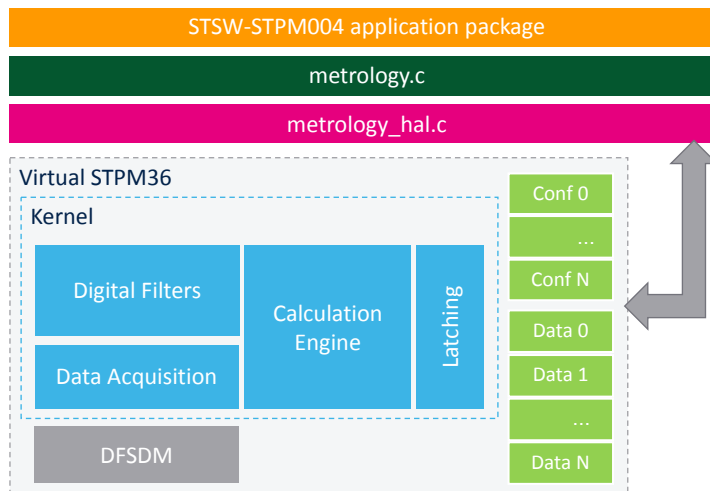 STSW-STPM004 application package
metrology.c
metrology_hal.c
Virtual STPM36
Kernel
Digital Filters
Data Acquisition
Calculation
Engine
Latching
DFSDM
Conf 0
...
Conf N
Data 0
Data 1
...
Data N